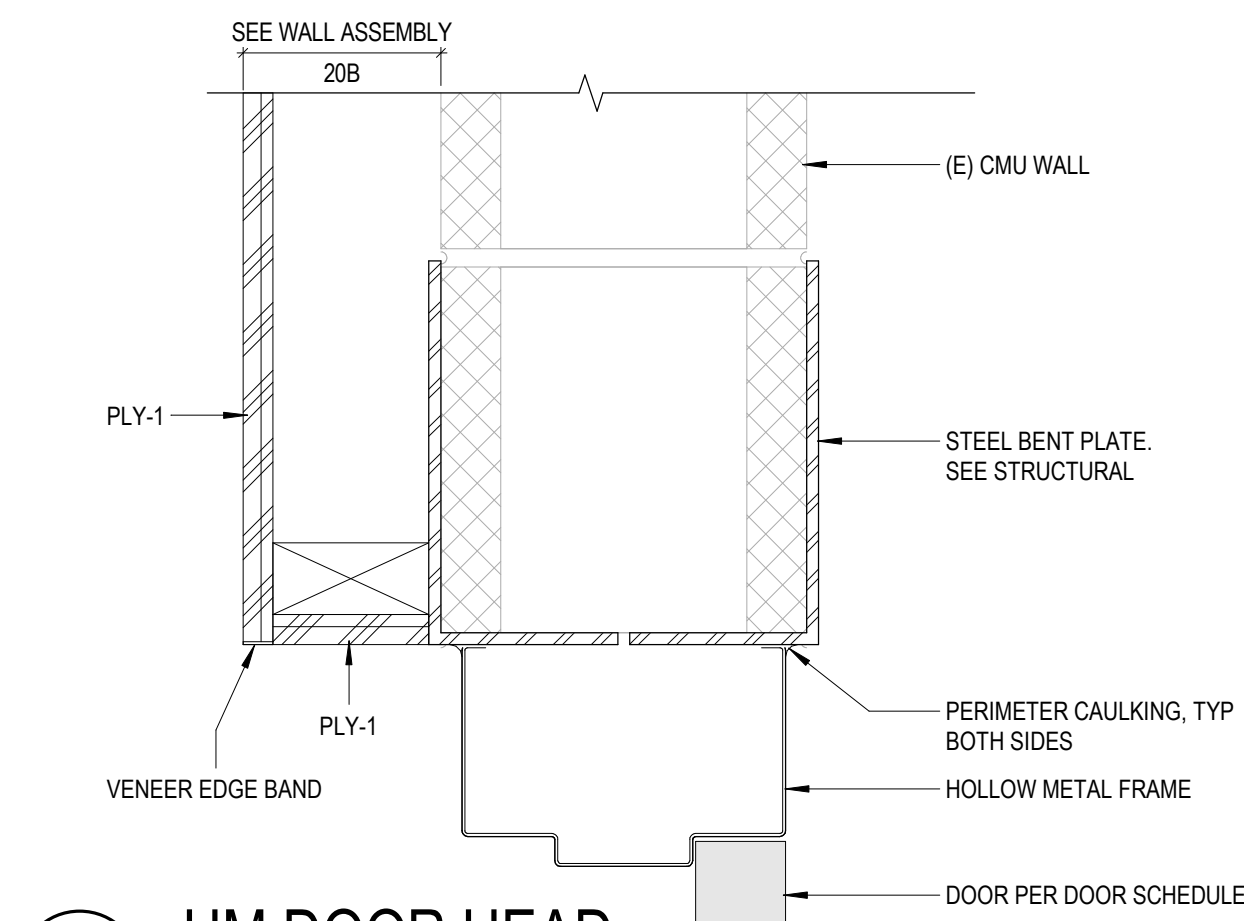 SEE WALL ASSEMBLY
20B
(E) CMU WALL
PLY-1
STEEL BENT PLATE.
SEE STRUCTURAL
PLY-1
PERIMETER CAULKING, TYP
BOTH SIDES
VENEER EDGE BAND
HOLLOW METAL FRAME
DOOR PER DOOR SCHEDULE
HM DOOR HEAD